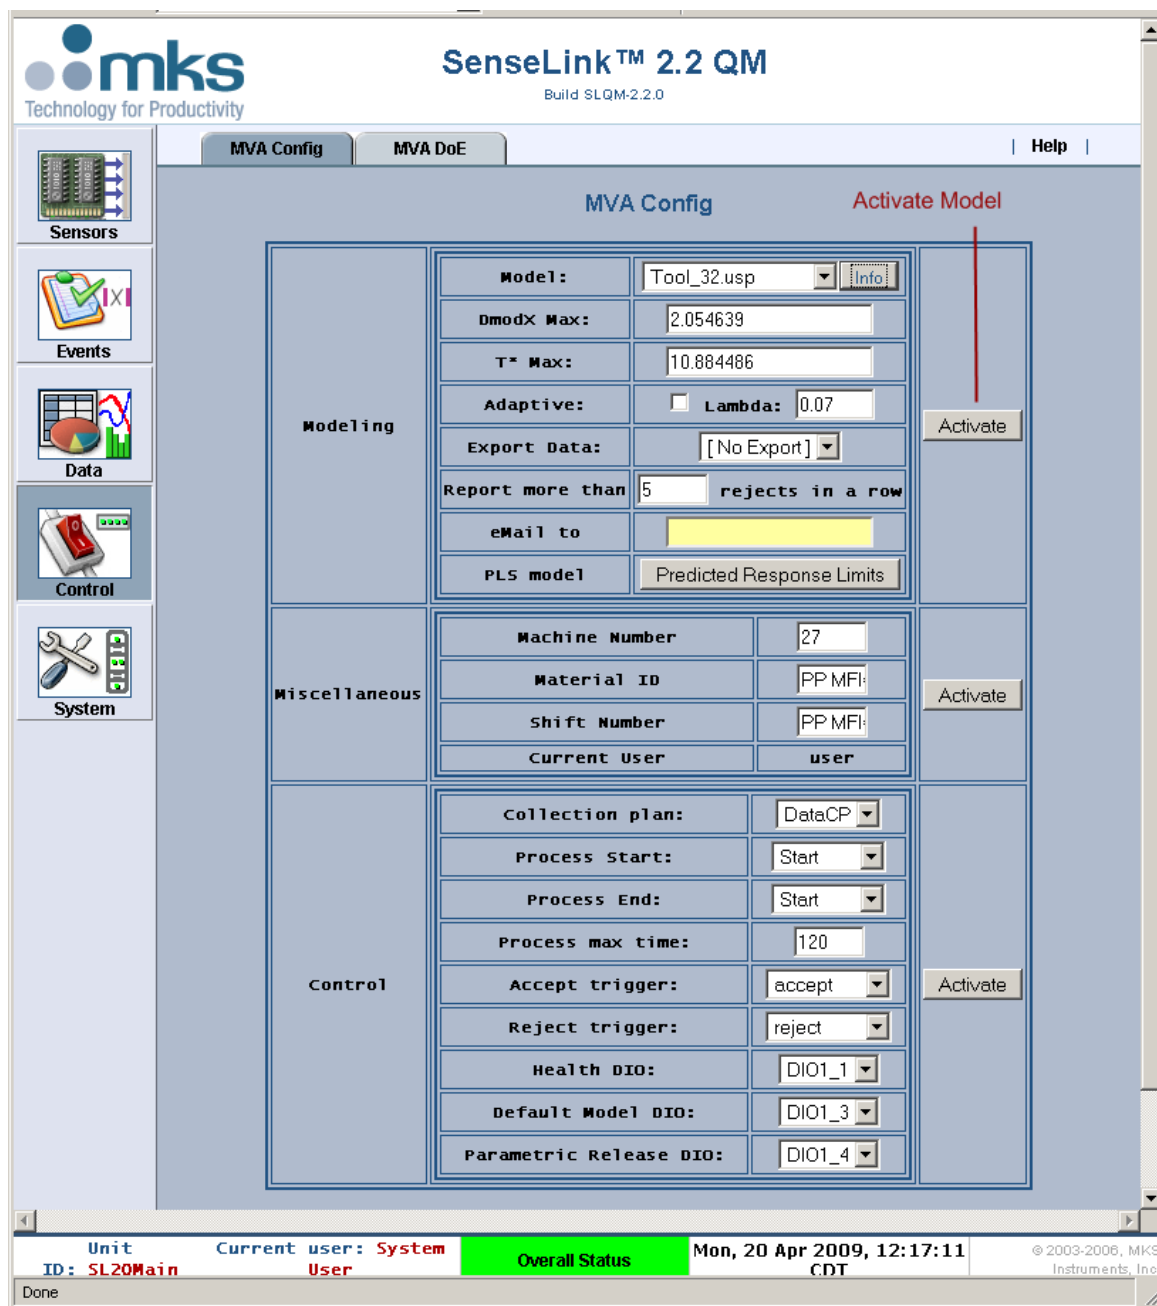 mks
Technology for Productivity
SenseLink™ 2.2 QM
Build SLQM-2.2.0
MVA Config
MVA DoE
| Help |
Sensors
Events
Data
Control
System
MVA Config
Activate Model
Modeling
Model: Tool_32.usp Info
DmodX Max: 2.054639
T* Max: 10.884486
Adaptive: Lambda: 0.07
Export Data: [No Export]
Report more than 5 rejects in a row
eMail to
PLS model Predicted Response Limits
Activate
Miscellaneous
Machine Number 27
Material ID PP MFI
Shift Number PP MFI
Current User user
Activate
Control
Collection plan: DataCP
Process Start: Start
Process End: Start
Process max time: 120
Accept trigger: accept
Reject trigger: reject
Health DIO: DIO1_1
Default Model DIO: DIO1_3
Parametric Release DIO: DIO1_4
Activate
Unit
ID: SL20Main
Current user: System
User
Overall Status
Mon, 20 Apr 2009, 12:17:11
CDT
© 2003-2006, MKS
Instruments, Inc
Done